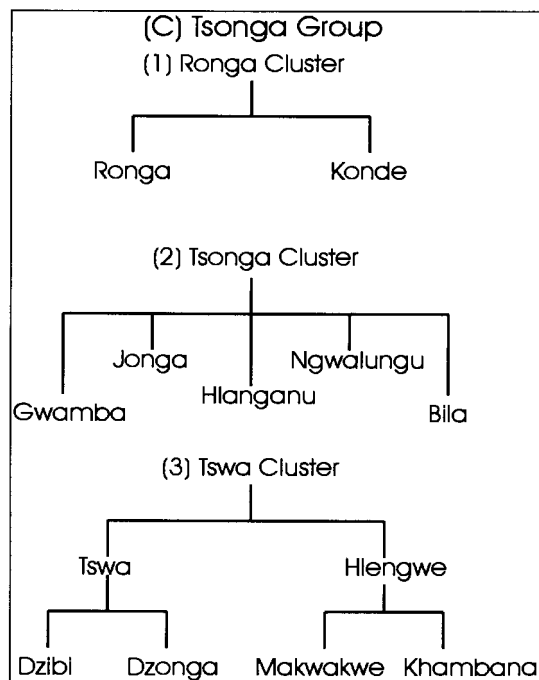 (C) Tsonga Group
(1) Ronga Cluster
Ronga Konde
(2) Tsonga Cluster
Jonga Ngwalungu
Gwamba Hlanganu Bila
(3) Tswa Cluster
Tswa Hlengwe
Dzibi Dzonga Makwakwe Khambana